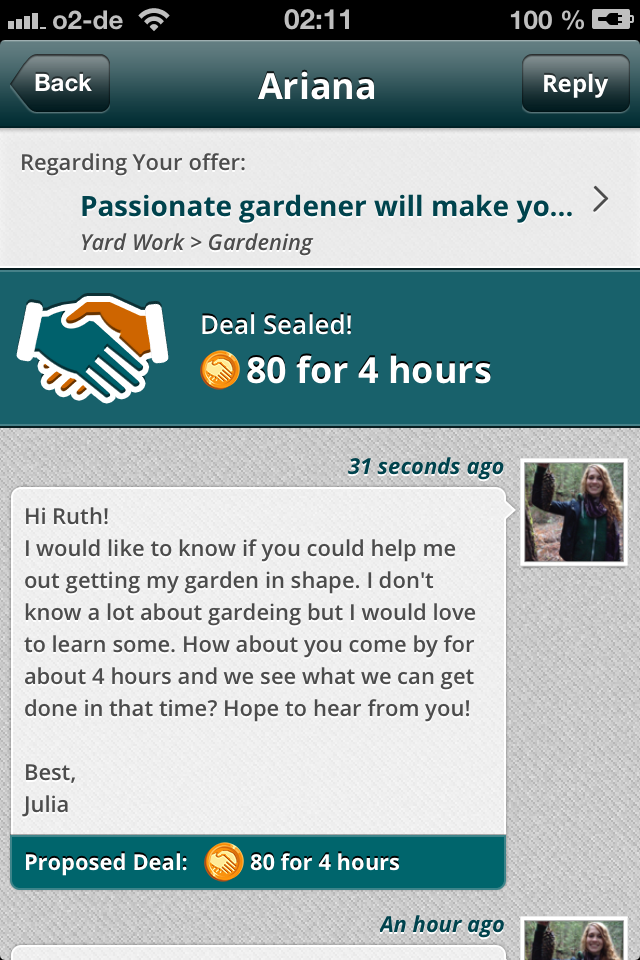 o2-de 02:11 100 %
Back Ariana Reply
Regarding Your offer:
Passionate gardener will make yo...
Yard Work > Gardening
Deal Sealed!
80 for 4 hours
31 seconds ago
Hi Ruth!
I would like to know if you could help me
out getting my garden in shape. I don't
know a lot about gardeing but I would love
to learn some. How about you come by for
about 4 hours and we see what we can get
done in that time? Hope to hear from you!
Best,
Julia
Proposed Deal: 80 for 4 hours
An hour ago